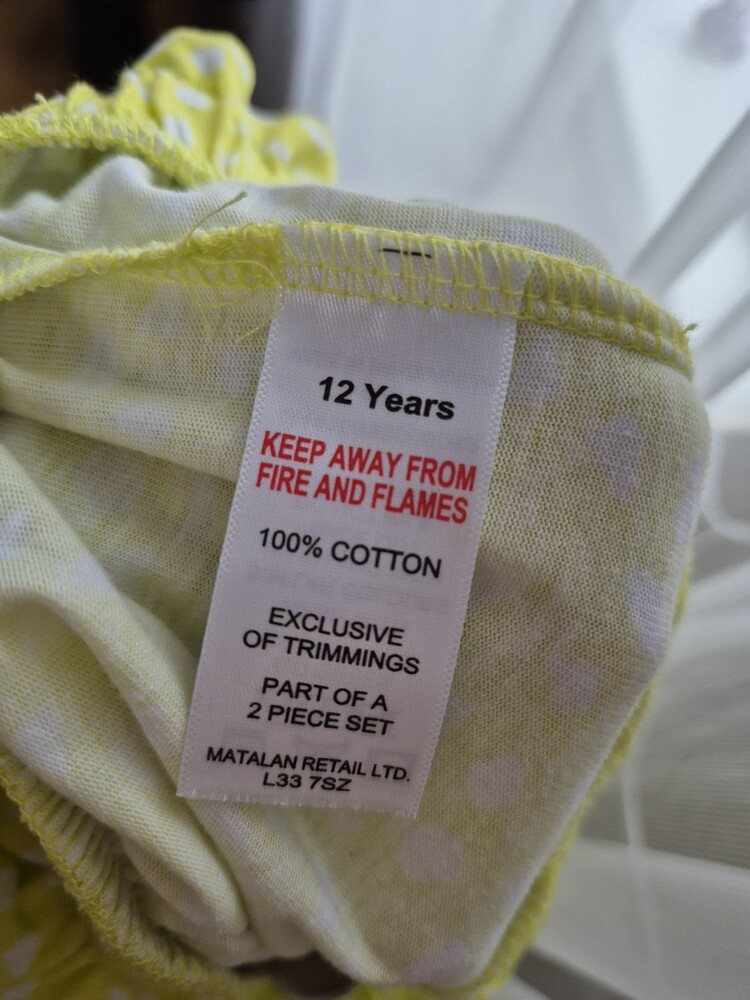 12 Years
KEEP AWAY FROM
FIRE AND FLAMES
100% COTTON
EXCLUSIVE
OF TRIMMINGS
PART OF A
2 PIECE SET
MATALAN RETAIL LTD.
L33 7SZ